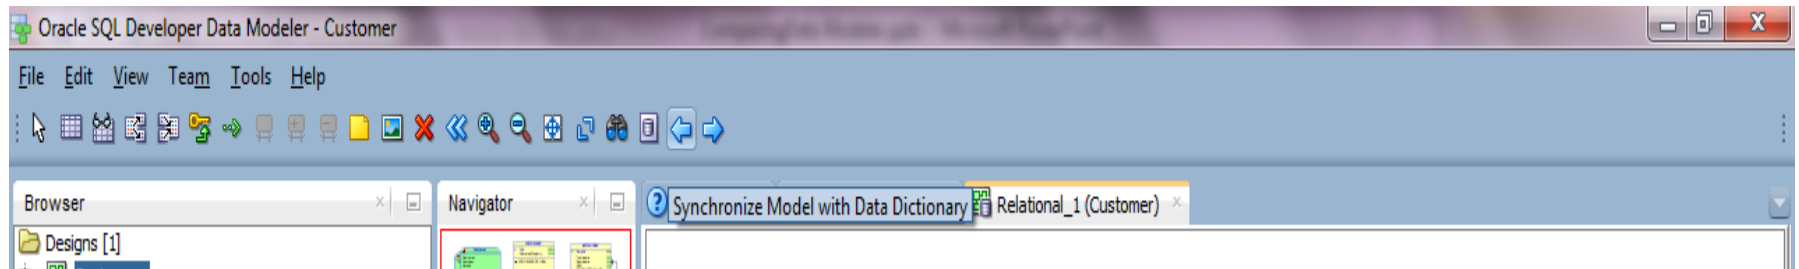 Oracle SQL Developer Data Modeler - Customer
File Edit View Team Tools Help
Browser
Navigator
Synchronize Model with Data Dictionary
Relational_1 (Customer)
Designs [1]